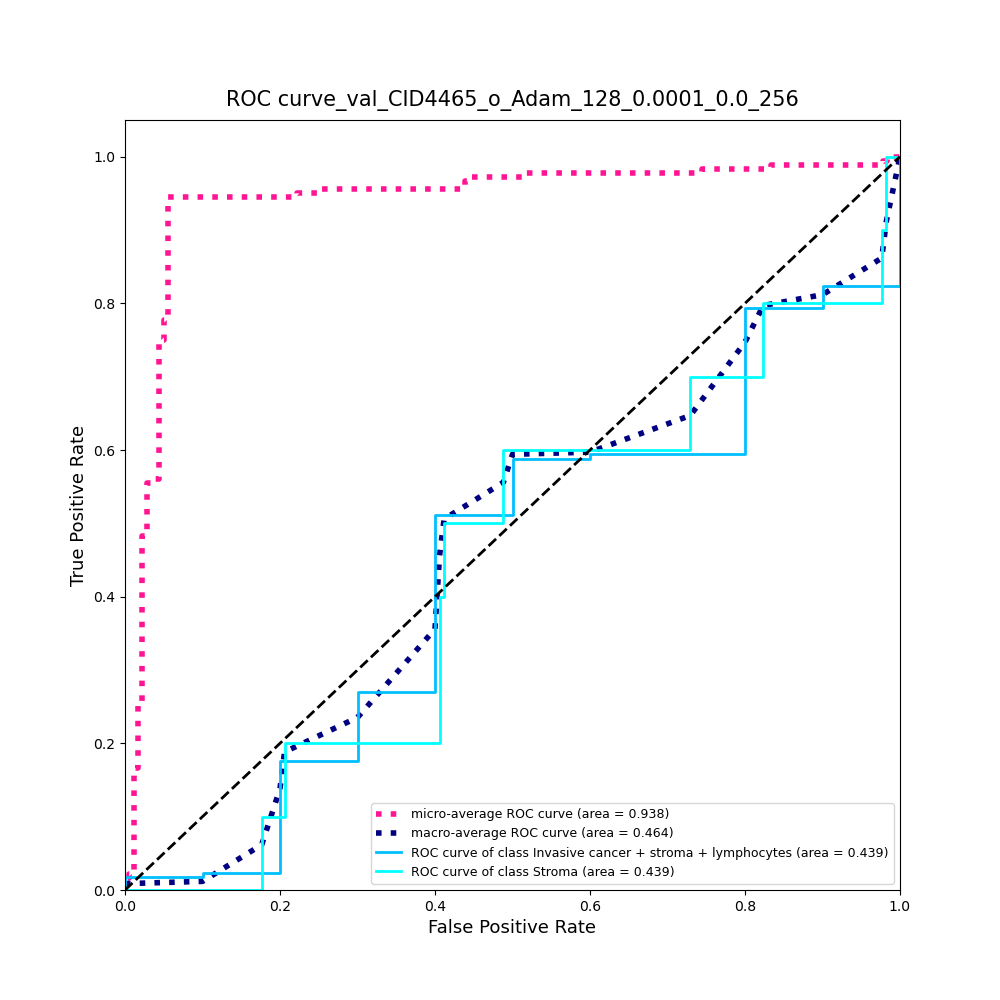 ROC curve_val_CID4465_o_Adam_128_0.0001_0.0_256
True Positive Rate
1.0
0.8
0.6
0.4
0.2
0.0
micro-average ROC curve (area = 0.938)
macro-average ROC curve (area = 0.464)
ROC curve of class Invasive cancer + stroma + lymphocytes (area = 0.439)
ROC curve of class Stroma (area = 0.439)
0.0 0.2 0.4 0.6 0.8 1.0
False Positive Rate